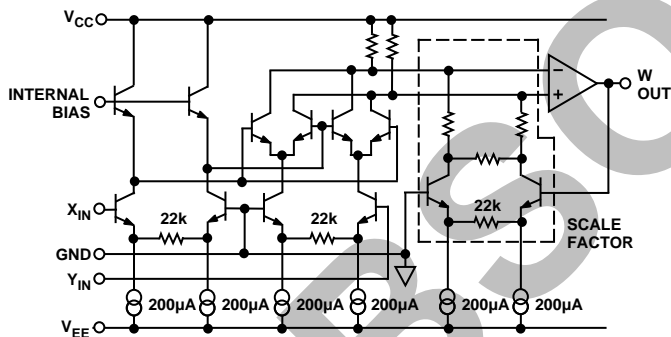 VCC
INTERNAL
BIAS
−
+
W
OUT
XIN
22k
22k
22k
SCALE
FACTOR
GND
YIN
200µA
200µA
200µA
200µA
200µA
200µA
VEE
BSO